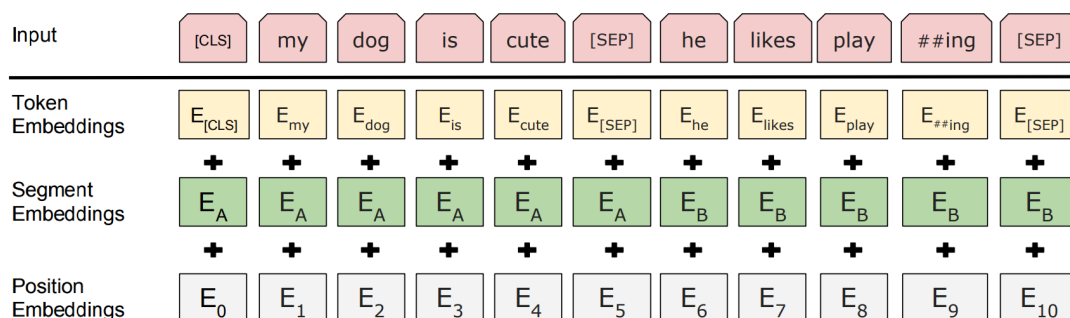 Input [CLS] my dog is cute [SEP] he likes play ##ing [SEP]
Token Embeddings E[CLS] Emy Edog Eis Ecute E[SEP] Ehe Elikes Eplay E##ing E[SEP]
+ + + + + + + + + + +
Segment Embeddings EA EA EA EA EA EA EB EB EB EB EB
+ + + + + + + + + + +
Position Embeddings E0 E1 E2 E3 E4 E5 E6 E7 E8 E9 E10